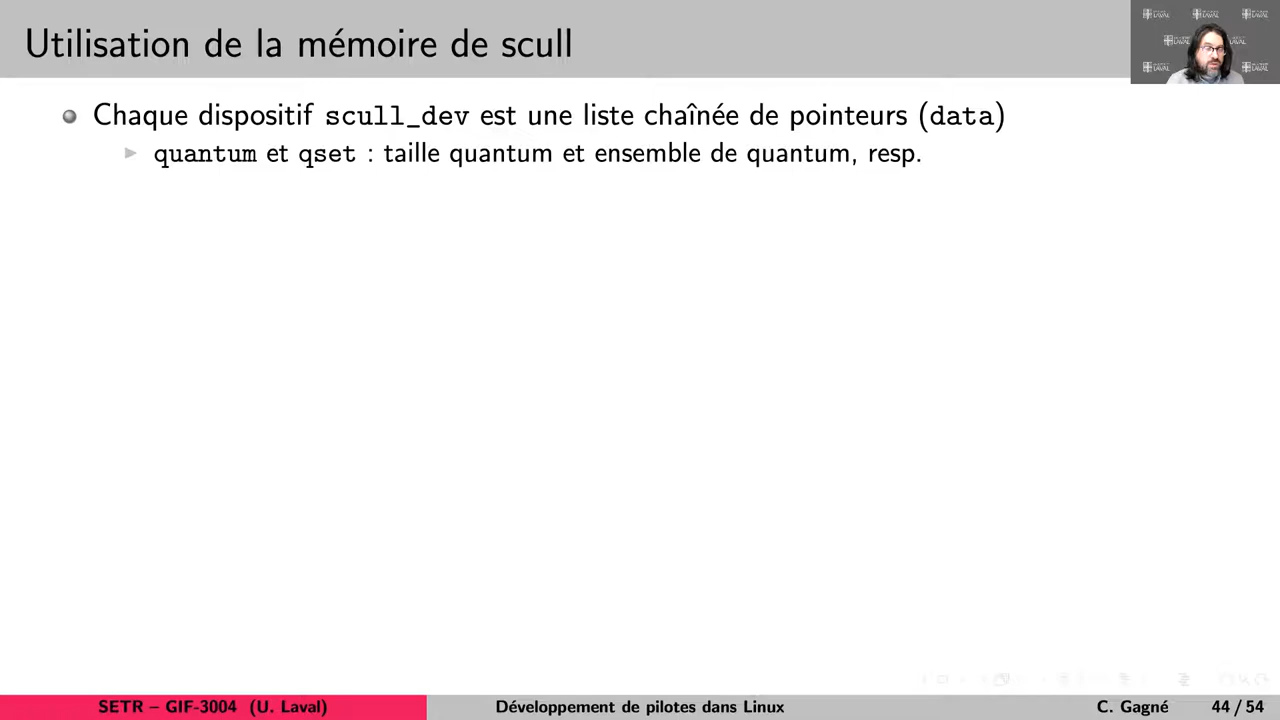 Utilisation de la mémoire de scull
Chaque dispositif scull_dev est une liste chaînée de pointeurs (data)
quantum et qset : taille quantum et ensemble de quantum, resp.
SETR – GIF-3004 (U. Laval)
Développement de pilotes dans Linux
C. Gagné
44 / 54